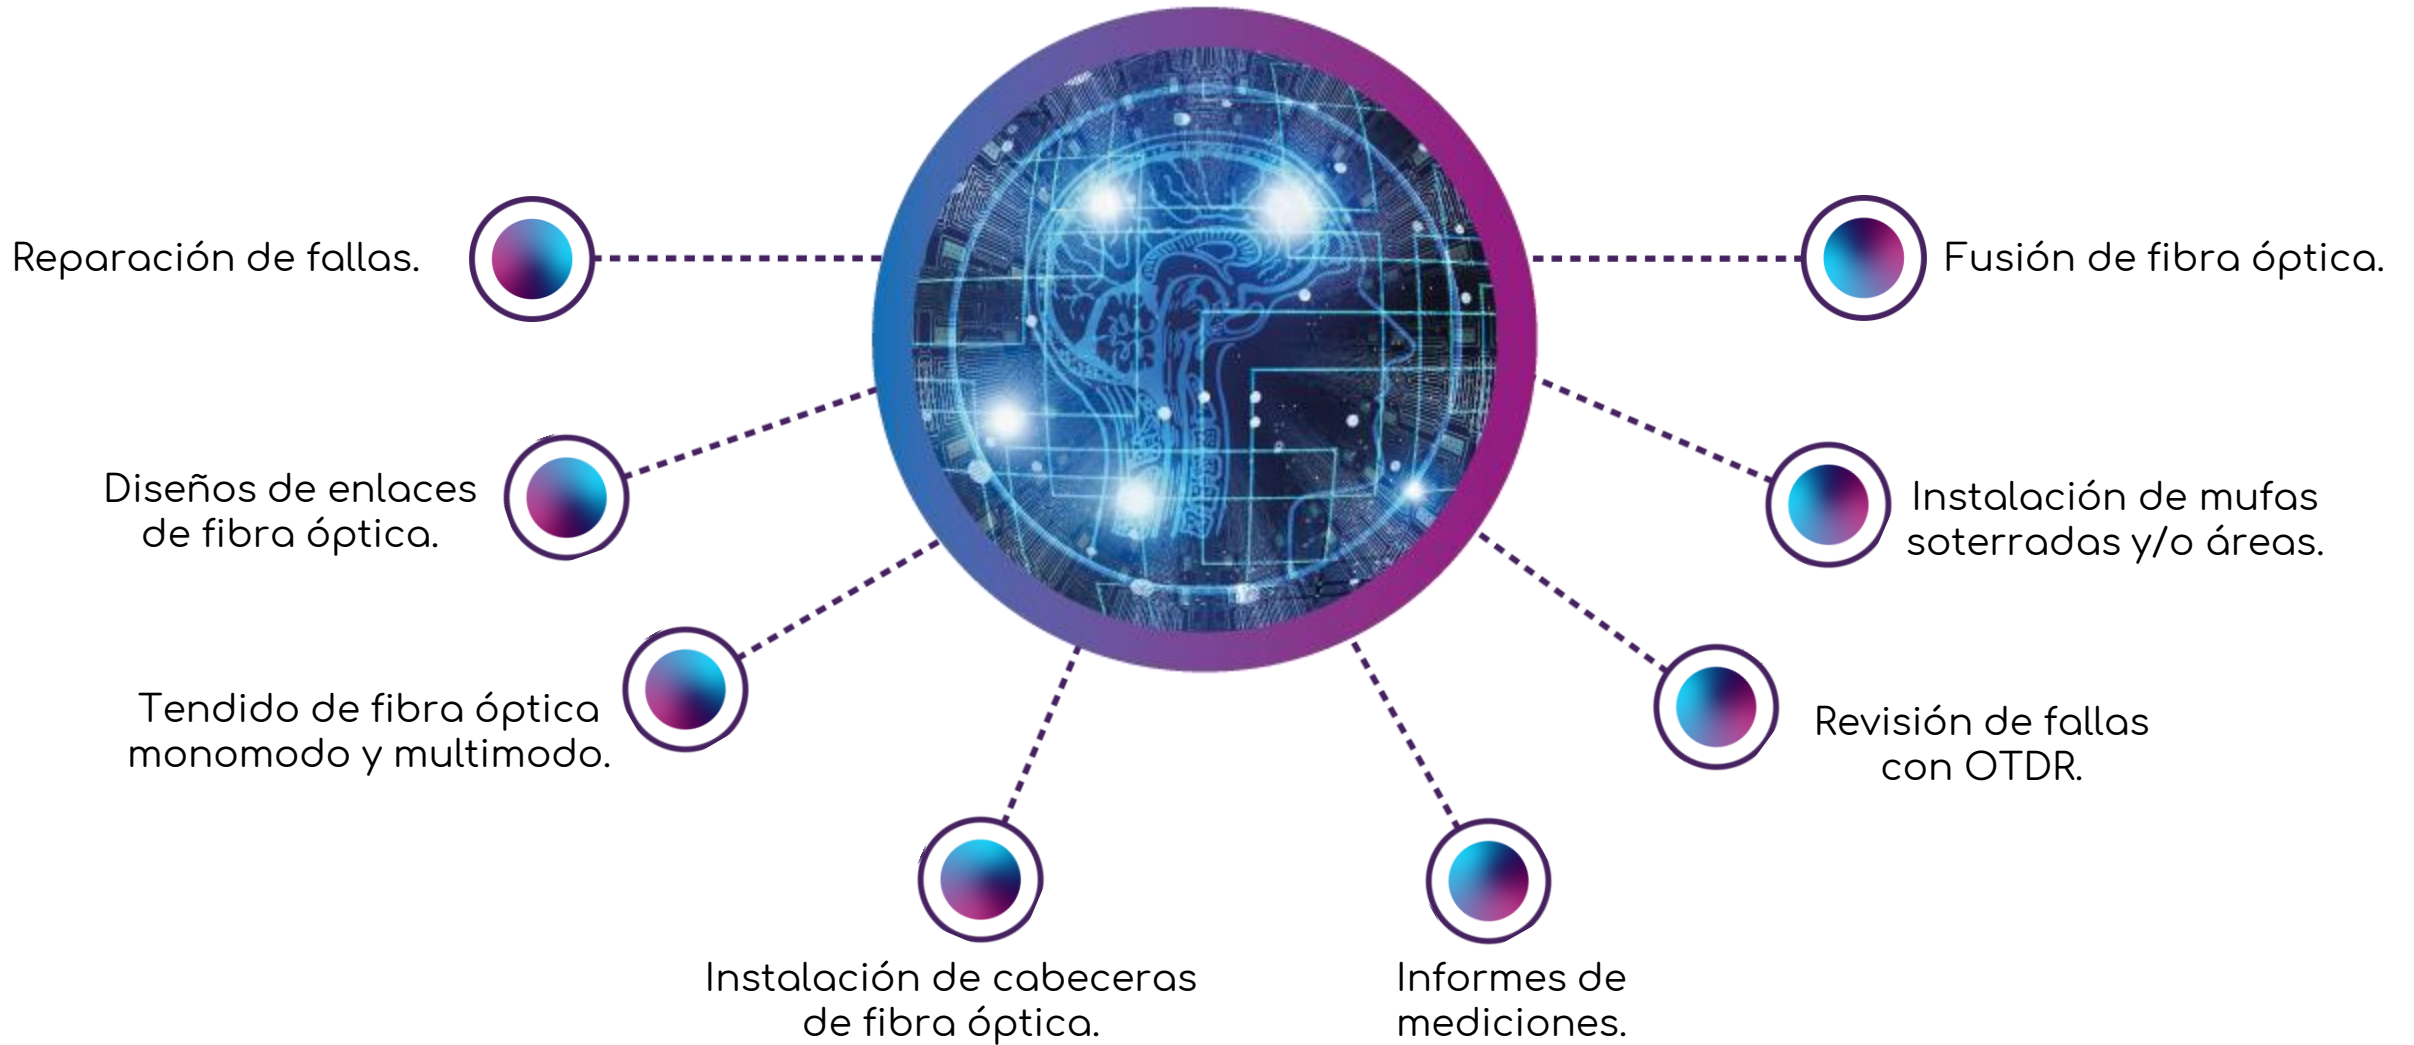 Reparación de fallas.
Fusión de fibra óptica.
Diseños de enlaces
de fibra óptica.
Instalación de mufas
soterradas y/o áreas.
Tendido de fibra óptica
monomodo y multimodo.
Revisión de fallas
con OTDR.
Instalación de cabeceras
de fibra óptica.
Informes de
mediciones.